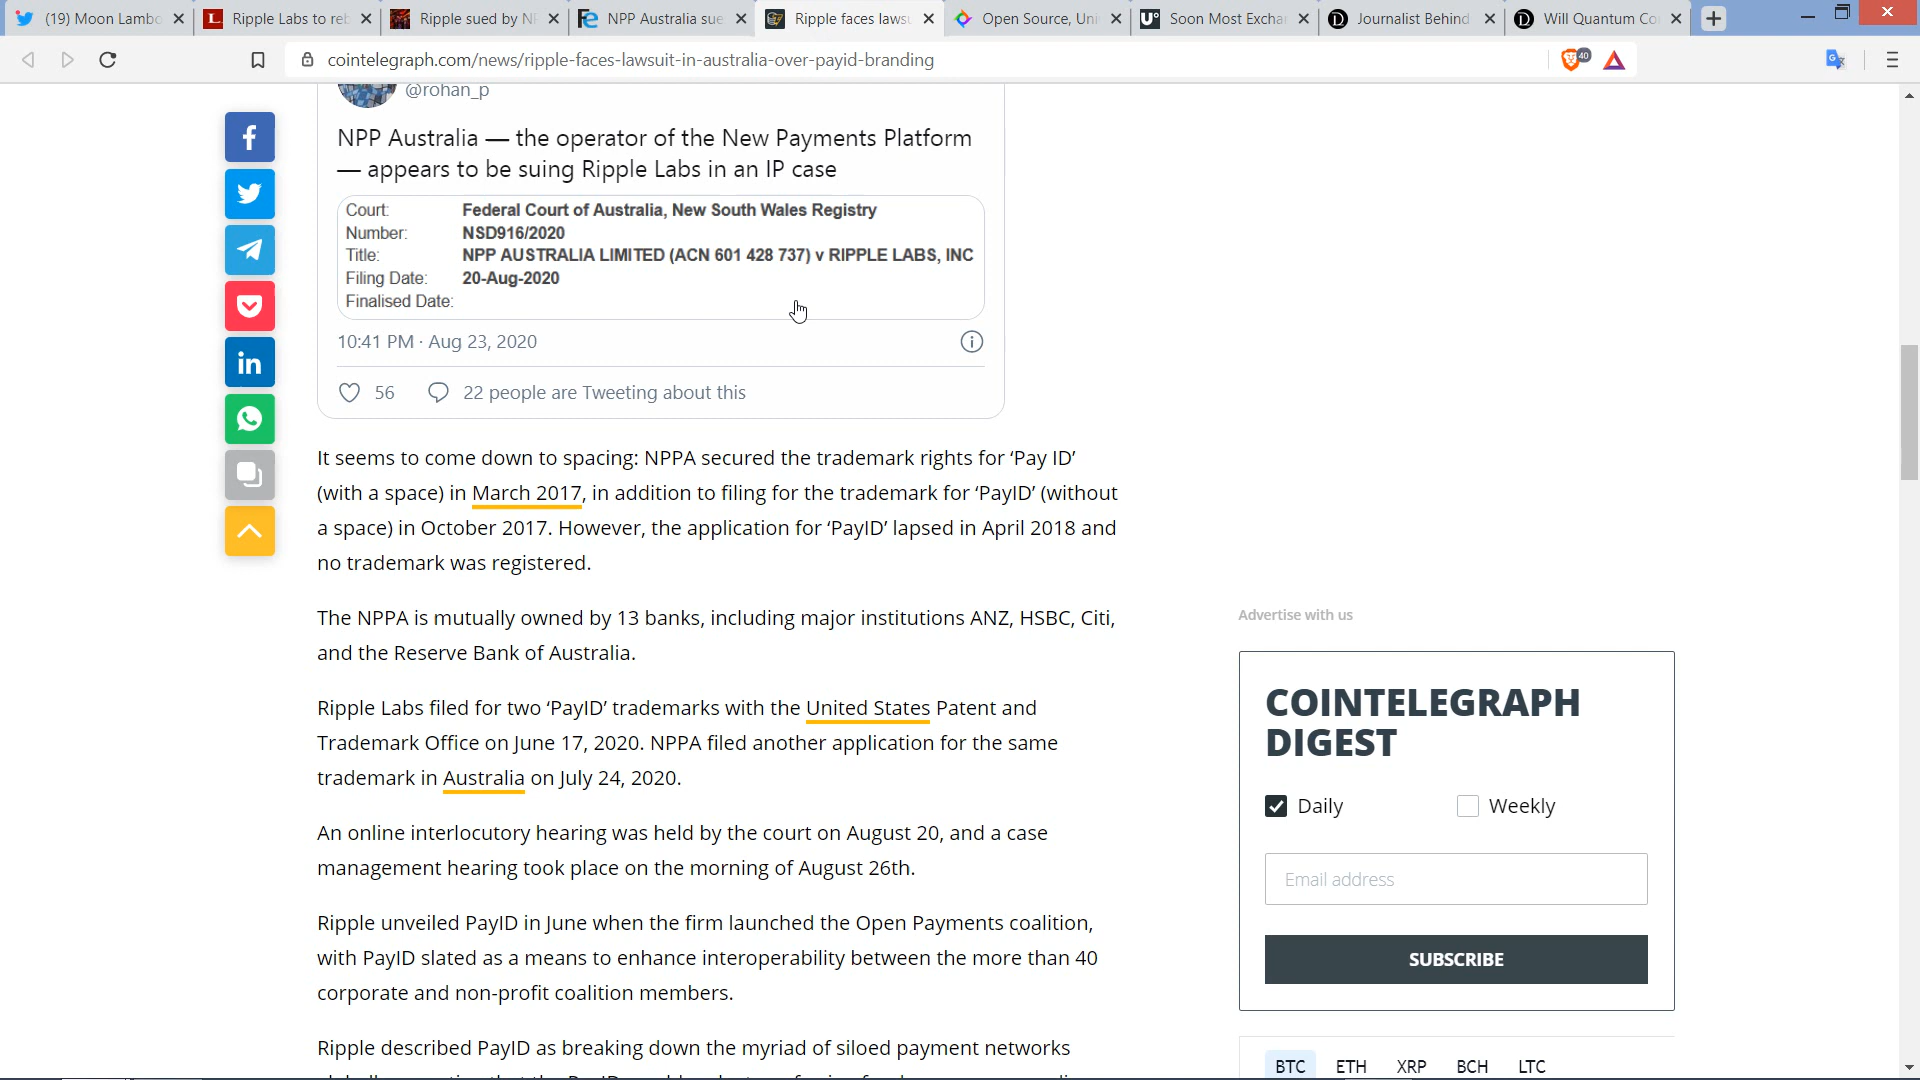 (19) Moon Lambo
Ripple Labs to reb
Ripple sued by NP
NPP Australia sue
Ripple faces lawsu
Open Source, Uni
Soon Most Excha
Journalist Behind
Will Quantum Co
cointelegraph.com/news/ripple-faces-lawsuit-in-australia-over-payid-branding
40
@rohan_p
NPP Australia — the operator of the New Payments Platform
— appears to be suing Ripple Labs in an IP case
Court: Federal Court of Australia, New South Wales Registry
Number: NSD916/2020
Title: NPP AUSTRALIA LIMITED (ACN 601 428 737) v RIPPLE LABS, INC
Filing Date: 20-Aug-2020
Finalised Date:
10:41 PM · Aug 23, 2020
56 22 people are Tweeting about this
It seems to come down to spacing: NPPA secured the trademark rights for ‘Pay ID’
(with a space) in March 2017, in addition to filing for the trademark for ‘PayID’ (without
a space) in October 2017. However, the application for ‘PayID’ lapsed in April 2018 and
no trademark was registered.
The NPPA is mutually owned by 13 banks, including major institutions ANZ, HSBC, Citi,
and the Reserve Bank of Australia.
Ripple Labs filed for two ‘PayID’ trademarks with the United States Patent and
Trademark Office on June 17, 2020. NPPA filed another application for the same
trademark in Australia on July 24, 2020.
An online interlocutory hearing was held by the court on August 20, and a case
management hearing took place on the morning of August 26th.
Ripple unveiled PayID in June when the firm launched the Open Payments coalition,
with PayID slated as a means to enhance interoperability between the more than 40
corporate and non-profit coalition members.
Ripple described PayID as breaking down the myriad of siloed payment networks
Advertise with us
COINTELEGRAPH
DIGEST
Daily Weekly
Email address
SUBSCRIBE
BTC ETH XRP BCH LTC